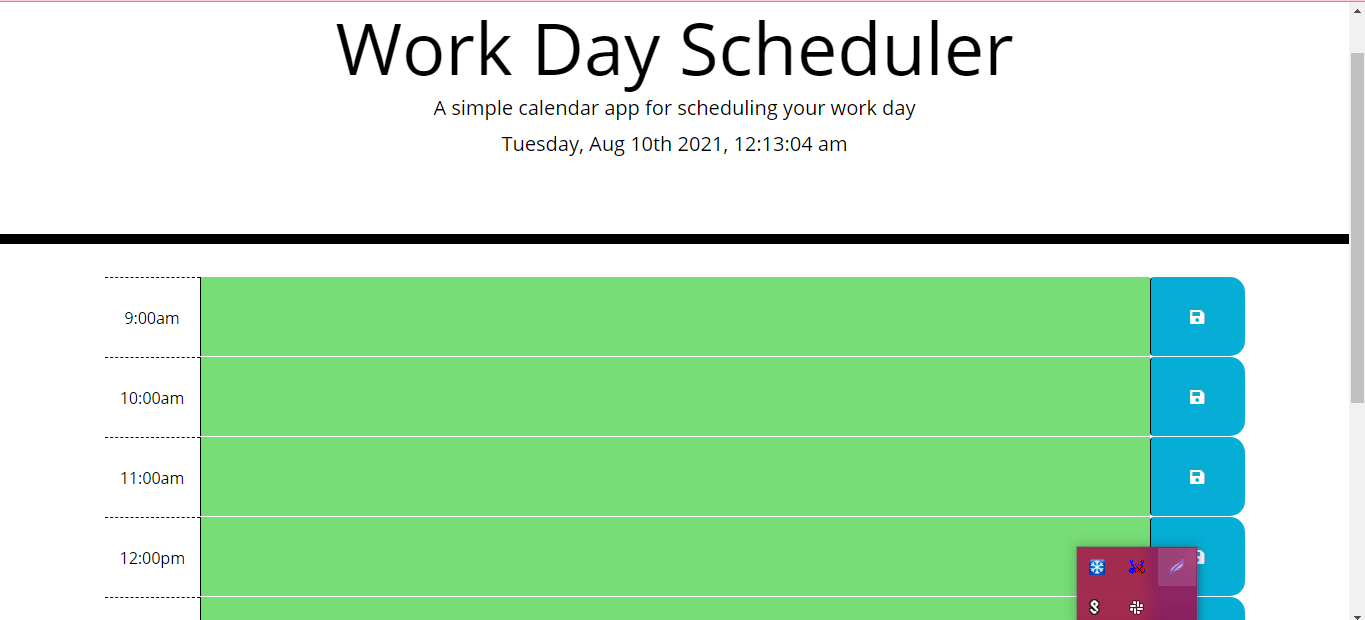 Work Day Scheduler
A simple calendar app for scheduling your work day
Tuesday, Aug 10th 2021, 12:13:04 am
9:00am
10:00am
11:00am
12:00pm